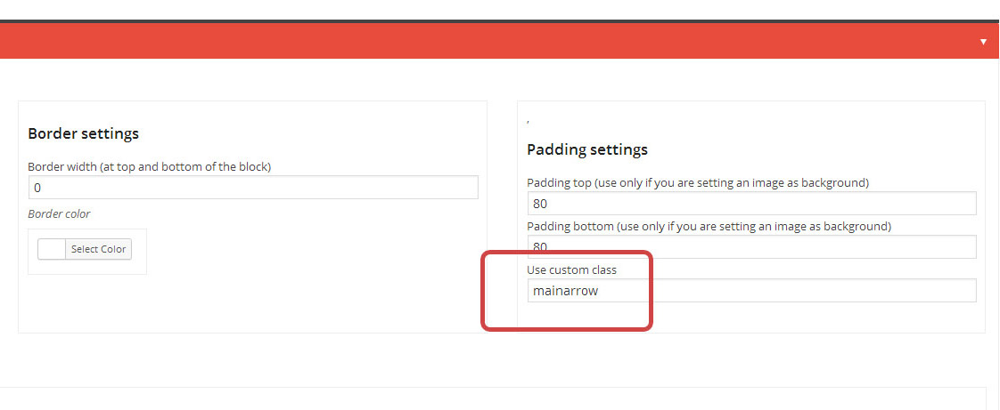 Border settings
Border width (at top and bottom of the block)
0
Border color
Select Color
,
Padding settings
Padding top (use only if you are setting an image as background)
80
Padding bottom (use only if you are setting an image as background)
80
Use custom class
mainarrow